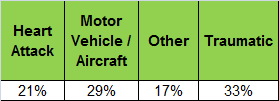 Heart Attack
Motor Vehicle / Aircraft
Other
Traumatic
21%
29%
17%
33%